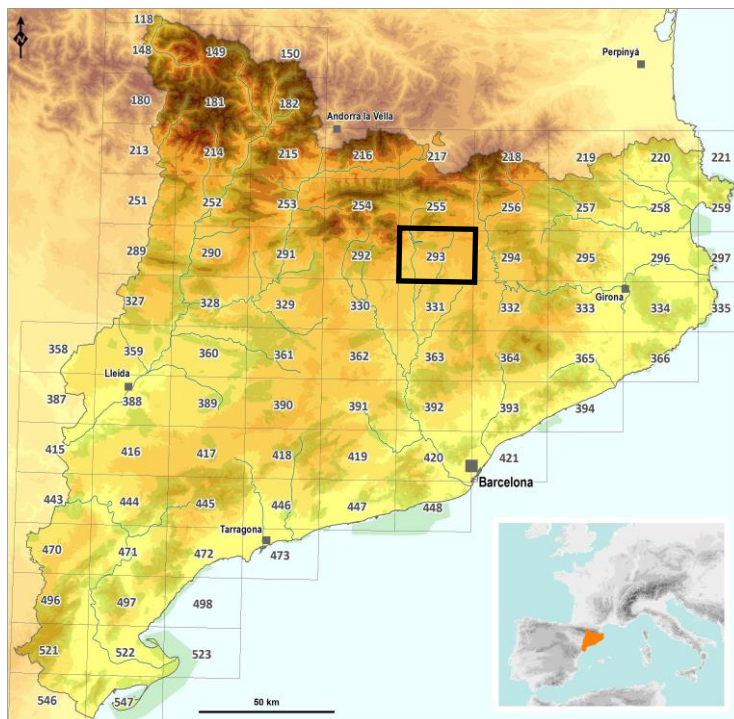 118
148 149 150
Perpinyà
N
180 181 182
Andorra la Vella
213 214 215 216 217 218 219 220 221
251 252 253 254 255 256 257 258 259
289 290 291 292 293 294 295 296 297
Girona
327 328 329 330 331 332 333 334 335
358 359 360 361 362 363 364 365 366
Lleida
387 388 389 390 391 392 393 394
415 416 417 418 419 420 421
Barcelona
443 444 445 446 447 448
Tarragona
470 471 472 473
496 497 498
521 522 523
546 547
50 km